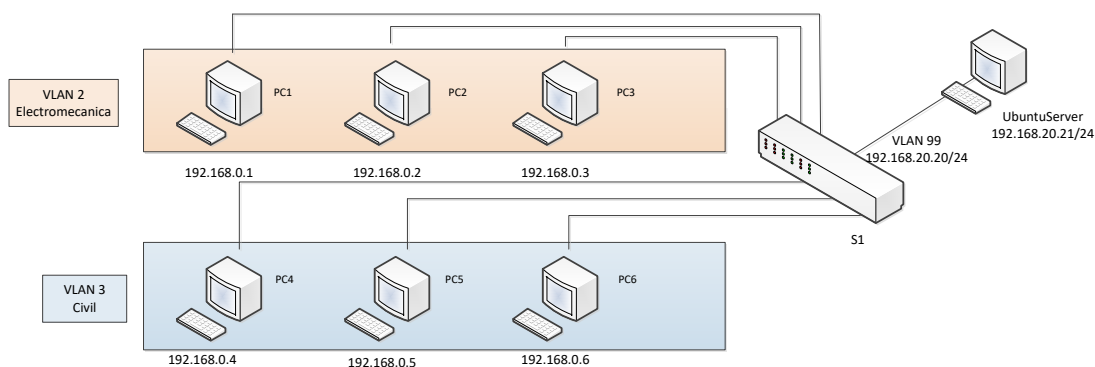 PC1
PC2
PC3
VLAN 2
Electromecanica
UbuntuServer
192.168.20.21/24
VLAN 99
192.168.20.20/24
192.168.0.1
192.168.0.2
192.168.0.3
S1
PC4
PC5
PC6
VLAN 3
Civil
192.168.0.4
192.168.0.5
192.168.0.6